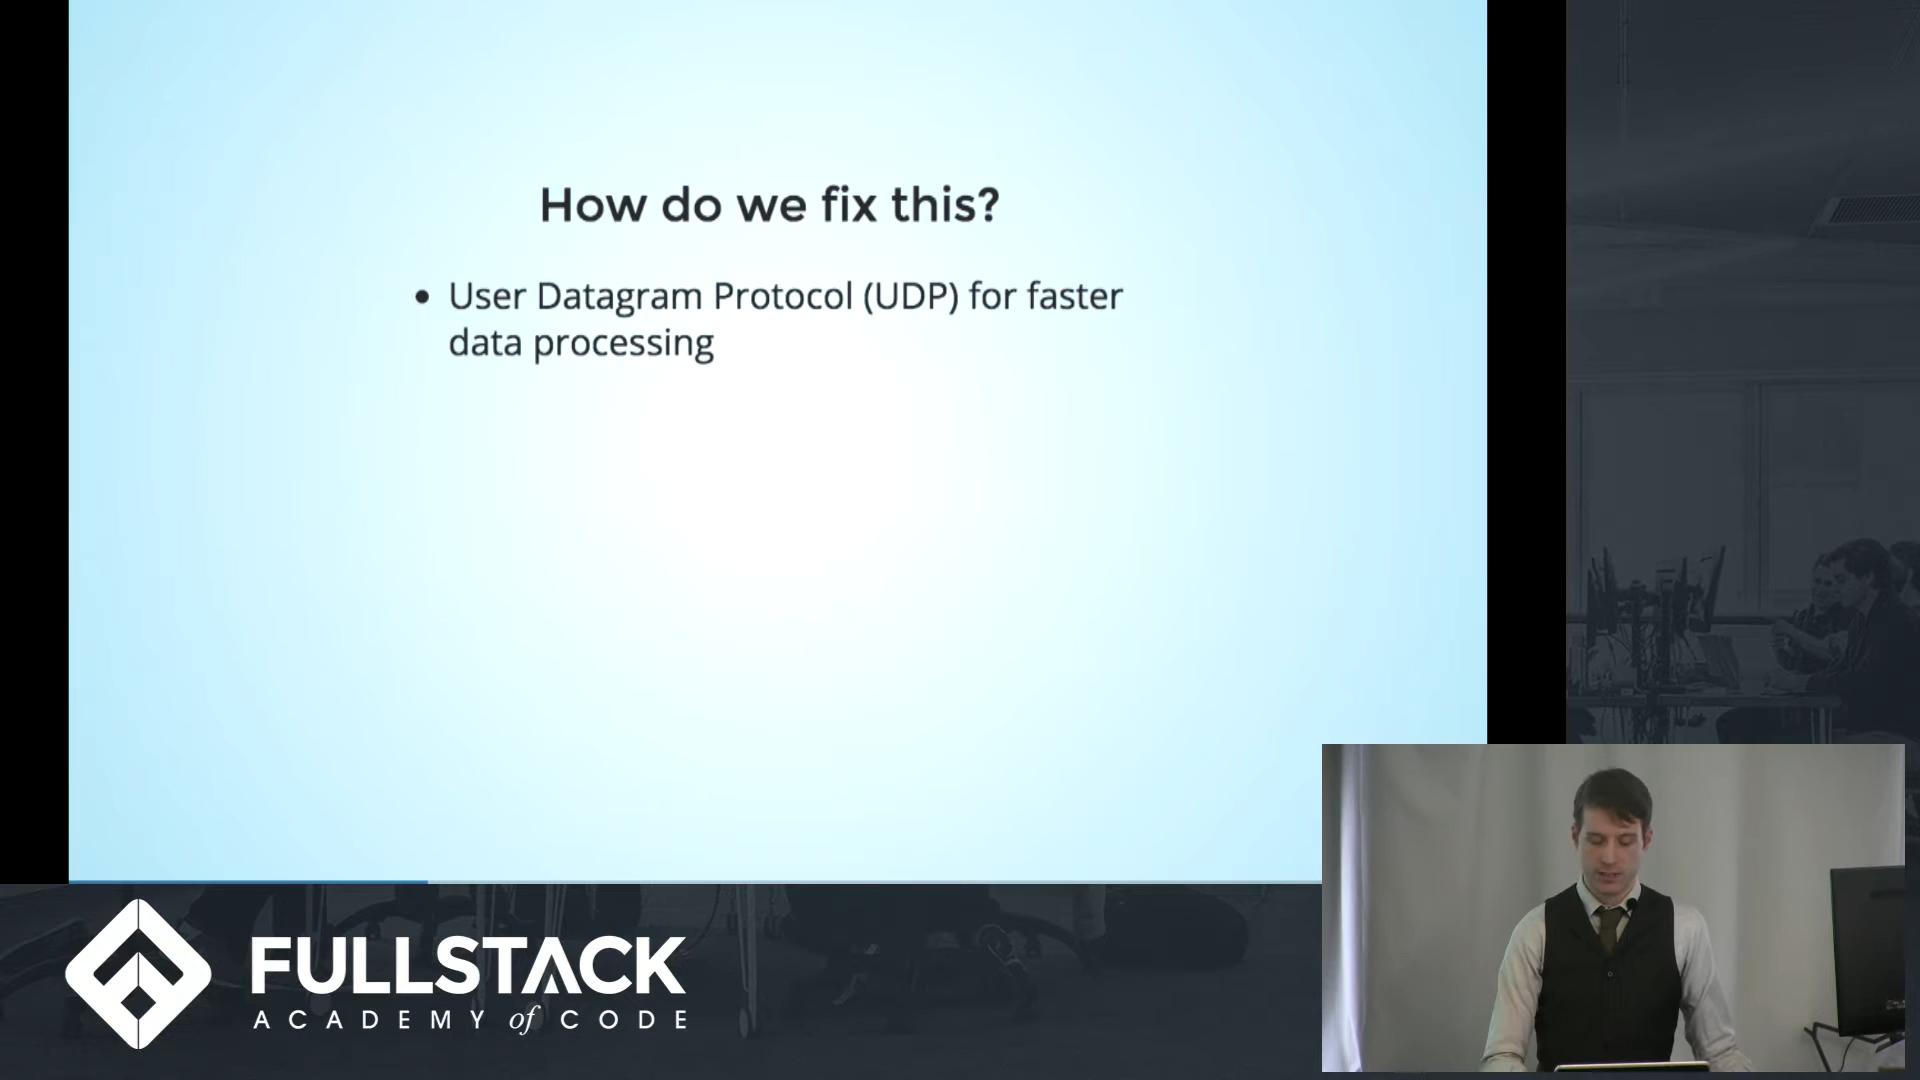 How do we fix this?
• User Datagram Protocol (UDP) for faster
data processing
FULLSTACK
ACADEMY of CODE